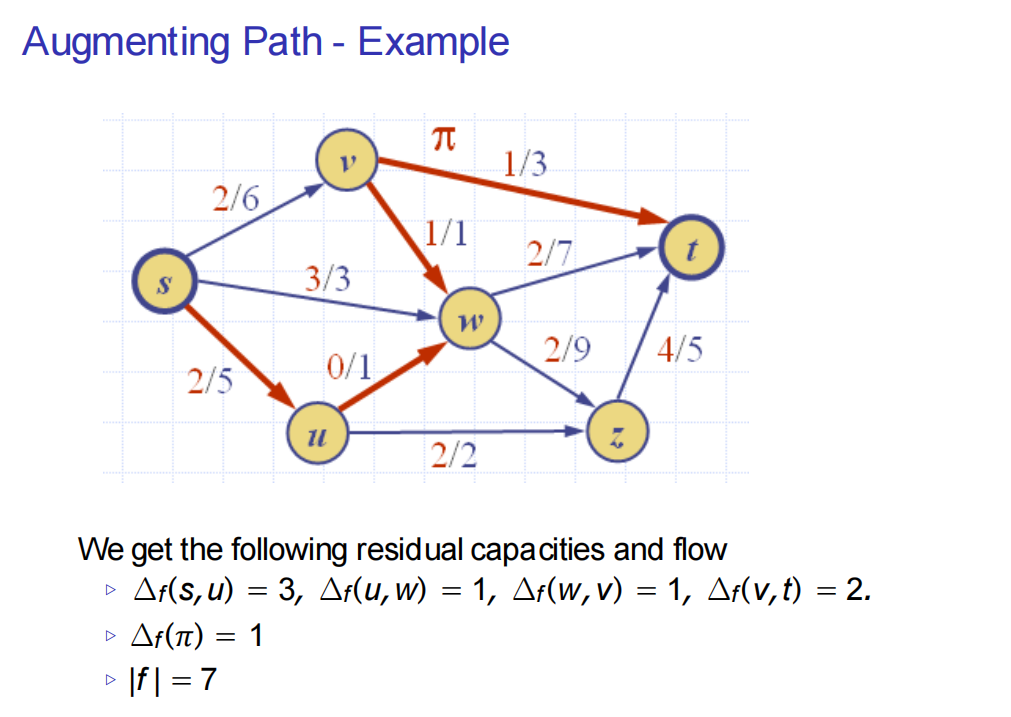 Augmenting Path - Example
π
v
1/3
2/6
1/1
2/7
t
s
3/3
w
2/9
4/5
0/1
2/5
u
z
2/2
We get the following residual capacities and flow
▷ Δf(s, u) = 3, Δf(u, w) = 1, Δf(w, v) = 1, Δf(v, t) = 2.
▷ Δf(π) = 1
▷ |f| = 7